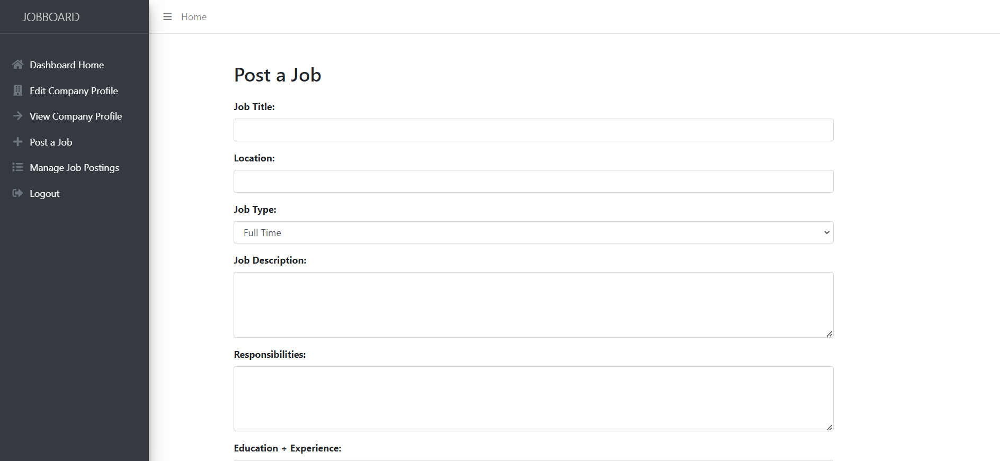 JOBBOARD
Home
Dashboard Home
Edit Company Profile
View Company Profile
Post a Job
Manage Job Postings
Logout
Post a Job
Job Title:
Location:
Job Type:
Full Time
Job Description:
Responsibilities:
Education + Experience: